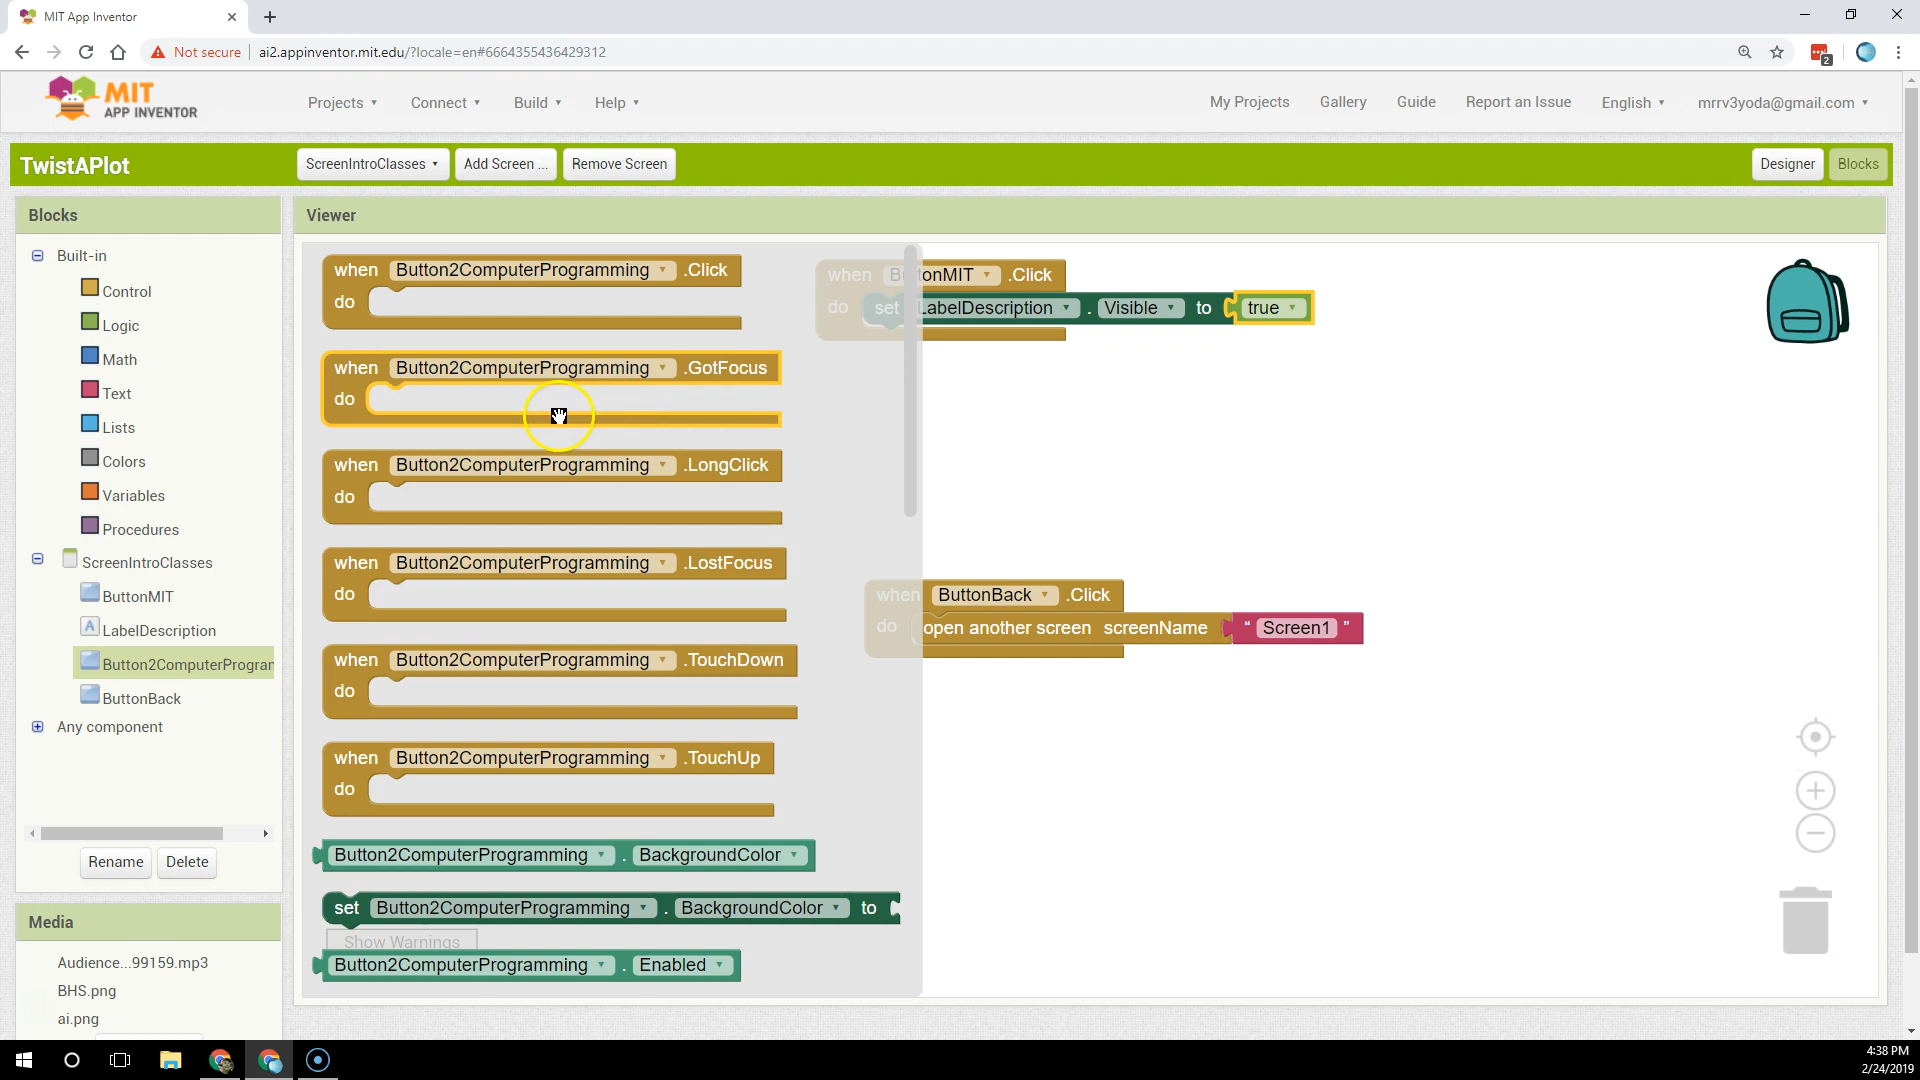 MIT App Inventor
Not secure ai2.appinventor.mit.edu/?locale=en#6664355436429312
2
MIT
APP INVENTOR
Projects Connect Build Help
My Projects Gallery Guide Report an Issue English mrrv3yoda@gmail.com
TwistAPlot ScreenIntroClasses Add Screen ... Remove Screen Designer Blocks
Blocks
Built-in
Control
Logic
Math
Text
Lists
Colors
Variables
Procedures
ScreenIntroClasses
ButtonMIT
A LabelDescription
Button2ComputerProgran
ButtonBack
Any component
Rename Delete
Media
Audience...99159.mp3
BHS.png
ai.png
Viewer
when Button2ComputerProgramming .Click
do
when Button2ComputerProgramming .GotFocus
do
when Button2ComputerProgramming .LongClick
do
when Button2ComputerProgramming .LostFocus
do
when Button2ComputerProgramming .TouchDown
do
when Button2ComputerProgramming .TouchUp
do
Button2ComputerProgramming . BackgroundColor
set Button2ComputerProgramming . BackgroundColor to
Show Warnings
Button2ComputerProgramming . Enabled
when ButtonMIT .Click
do set LabelDescription . Visible to true
when ButtonBack .Click
do open another screen screenName " Screen1 "
4:38 PM
2/24/2019